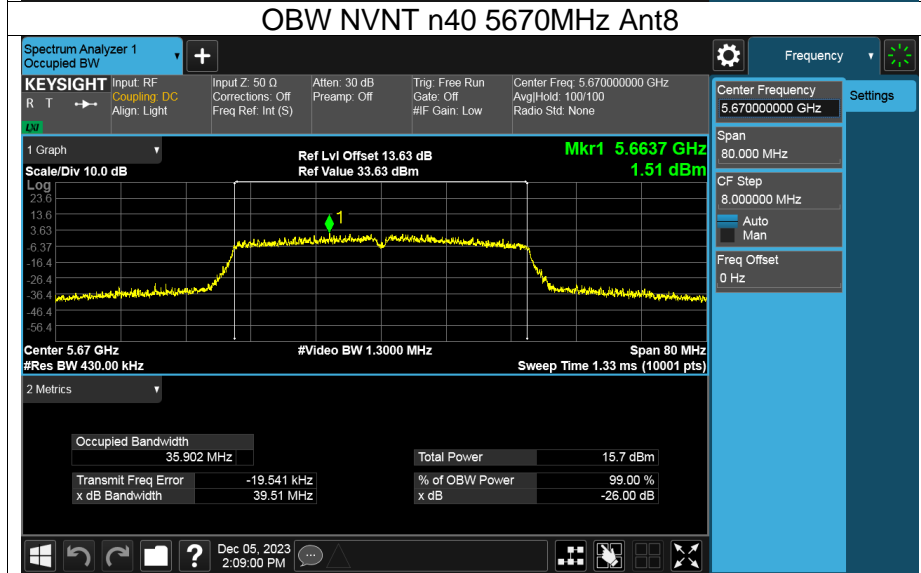 OBW NVNT n40 5670MHz Ant8
Spectrum Analyzer 1
Occupied BW
+
Frequency
KEYSIGHT
R T
LXI
Input: RF
Coupling: DC
Align: Light
Input Z: 50 Ω
Corrections: Off
Freq Ref: Int (S)
Atten: 30 dB
Preamp: Off
Trig: Free Run
Gate: Off
#IF Gain: Low
Center Freq: 5.670000000 GHz
Avg|Hold: 100/100
Radio Std: None
Center Frequency
5.670000000 GHz
Settings
Span
80.000 MHz
CF Step
8.000000 MHz
Auto
Man
Freq Offset
0 Hz
1 Graph
Ref Lvl Offset 13.63 dB
Mkr1 5.6637 GHz
Scale/Div 10.0 dB
Ref Value 33.63 dBm
1.51 dBm
Log
23.6
13.6
3.63
-6.37
-16.4
-26.4
-36.4
-46.4
-56.4
1
Center 5.67 GHz
#Video BW 1.3000 MHz
Span 80 MHz
#Res BW 430.00 kHz
Sweep Time 1.33 ms (10001 pts)
2 Metrics
Occupied Bandwidth
35.902 MHz
Total Power 15.7 dBm
Transmit Freq Error -19.541 kHz
% of OBW Power 99.00 %
x dB Bandwidth 39.51 MHz
x dB -26.00 dB
?
Dec 05, 2023
2:09:00 PM